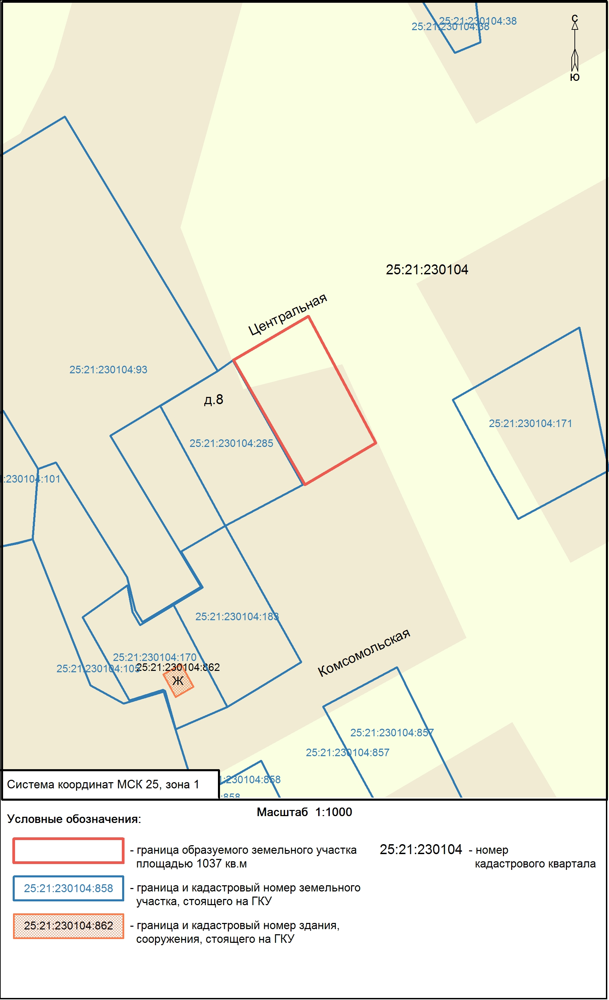 25:21:230104:38
25:21:230104:38
С
Ю
25:21:230104
Центральная
25:21:230104:93
д.8
25:21:230104:171
25:21:230104:285
:230104:101
25:21:230104:183
Комсомольская
25:21:230104:170
25:21:230104:862
25:21:230104:105
Ж
25:21:230104:857
25:21:230104:857
1:230104:858
:858
Система координат МСК 25, зона 1
Масштаб 1:1000
Условные обозначения:
- граница образуемого земельного участка
площадью 1037 кв.м
25:21:230104 - номер
кадастрового квартала
25:21:230104:858 - граница и кадастровый номер земельного
участка, стоящего на ГКУ
25:21:230104:862 - граница и кадастровый номер здания,
сооружения, стоящего на ГКУ